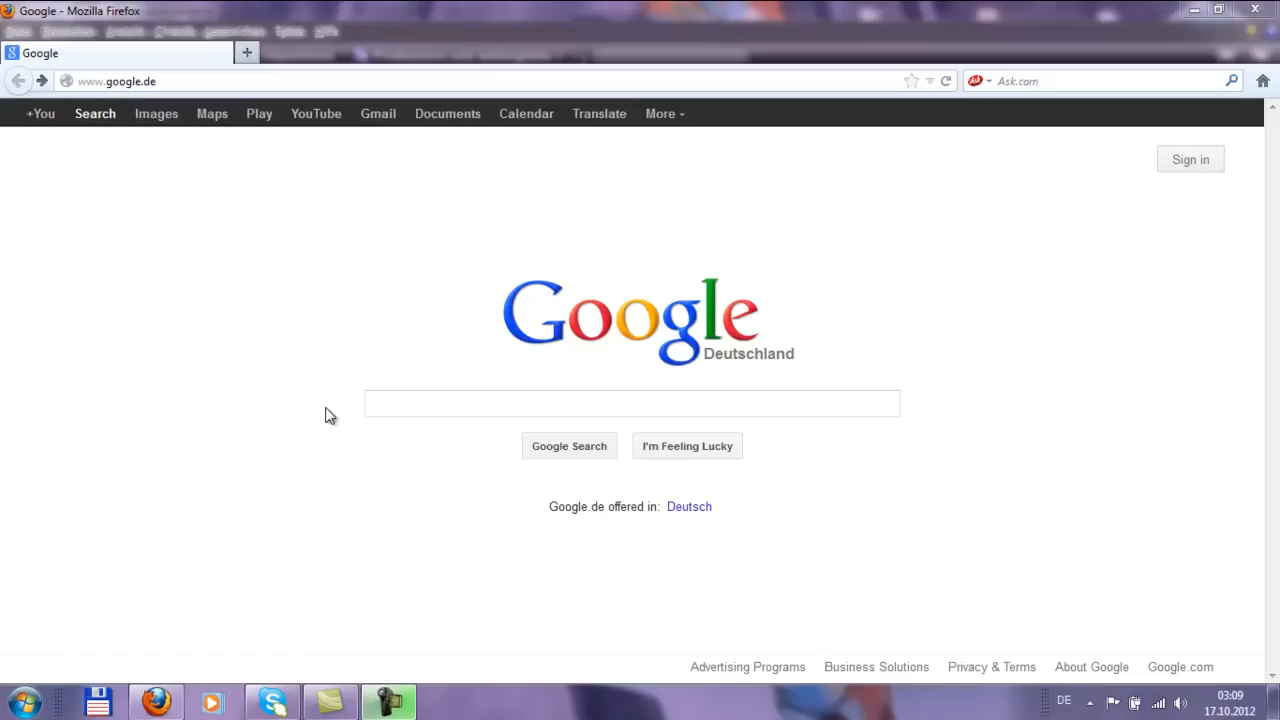 Google - Mozilla Firefox
Google
www.google.de
Ask.com
+You Search Images Maps Play YouTube Gmail Documents Calendar Translate More
Sign in
Google
Deutschland
Google Search I'm Feeling Lucky
Google.de offered in: Deutsch
Advertising Programs Business Solutions Privacy & Terms About Google Google.com
DE
03:09
17.10.2012